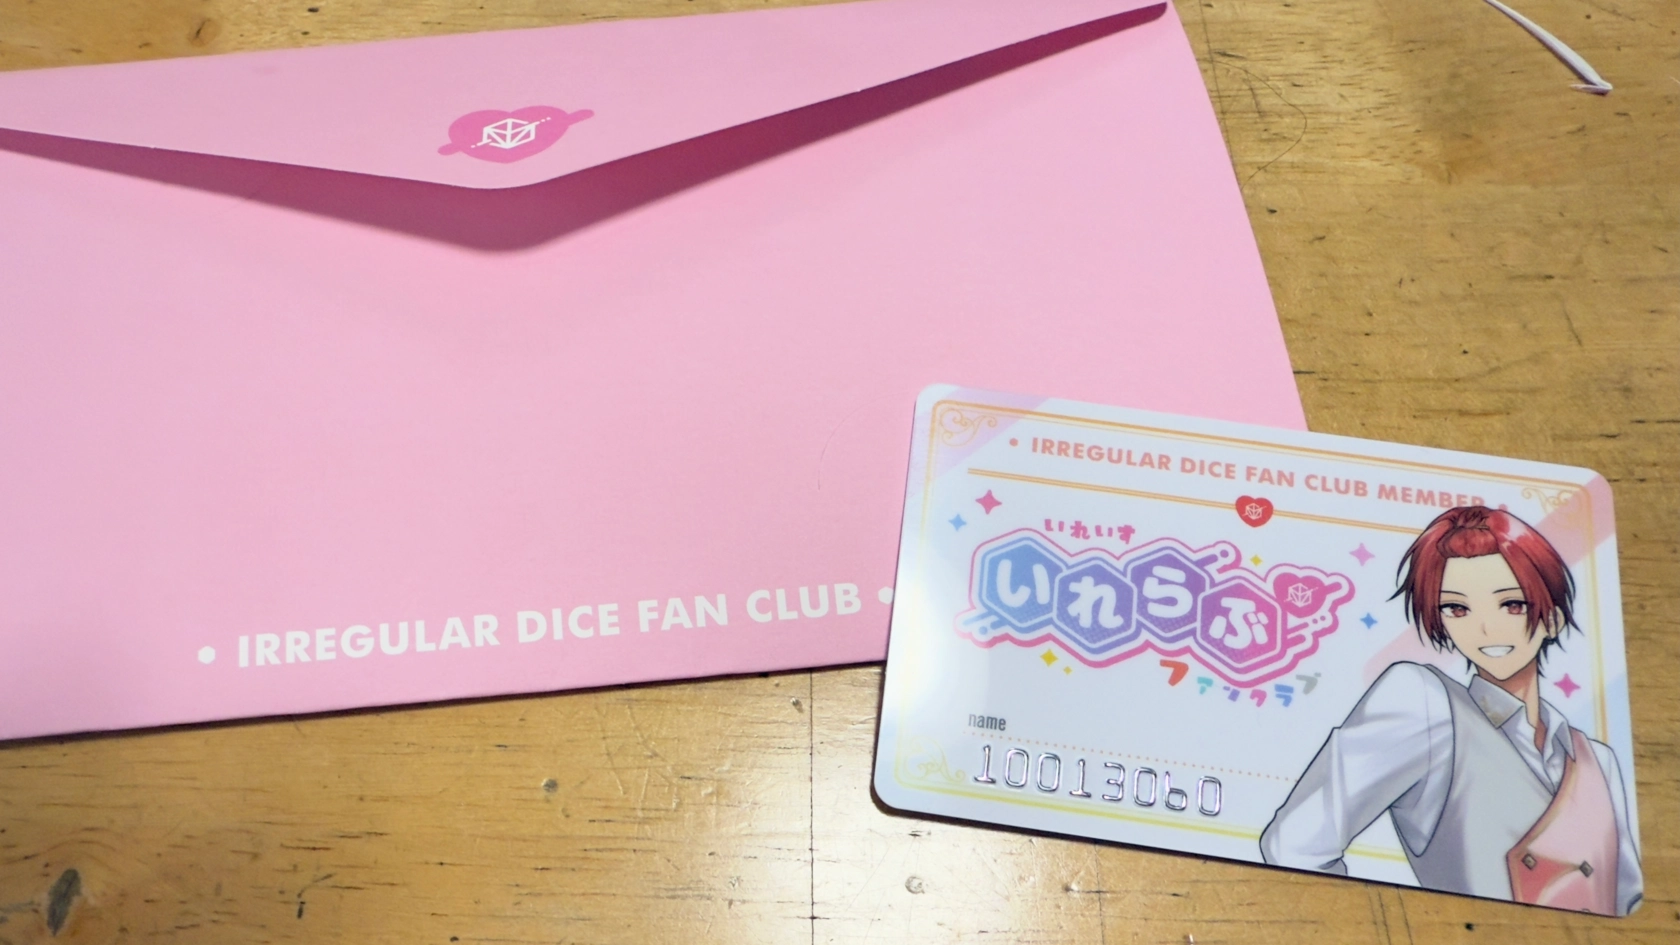 • IRREGULAR DICE FAN CLUB •
• IRREGULAR DICE FAN CLUB MEMBER •
いれいす
いれらぶ
ファンクラブ
name
10013060